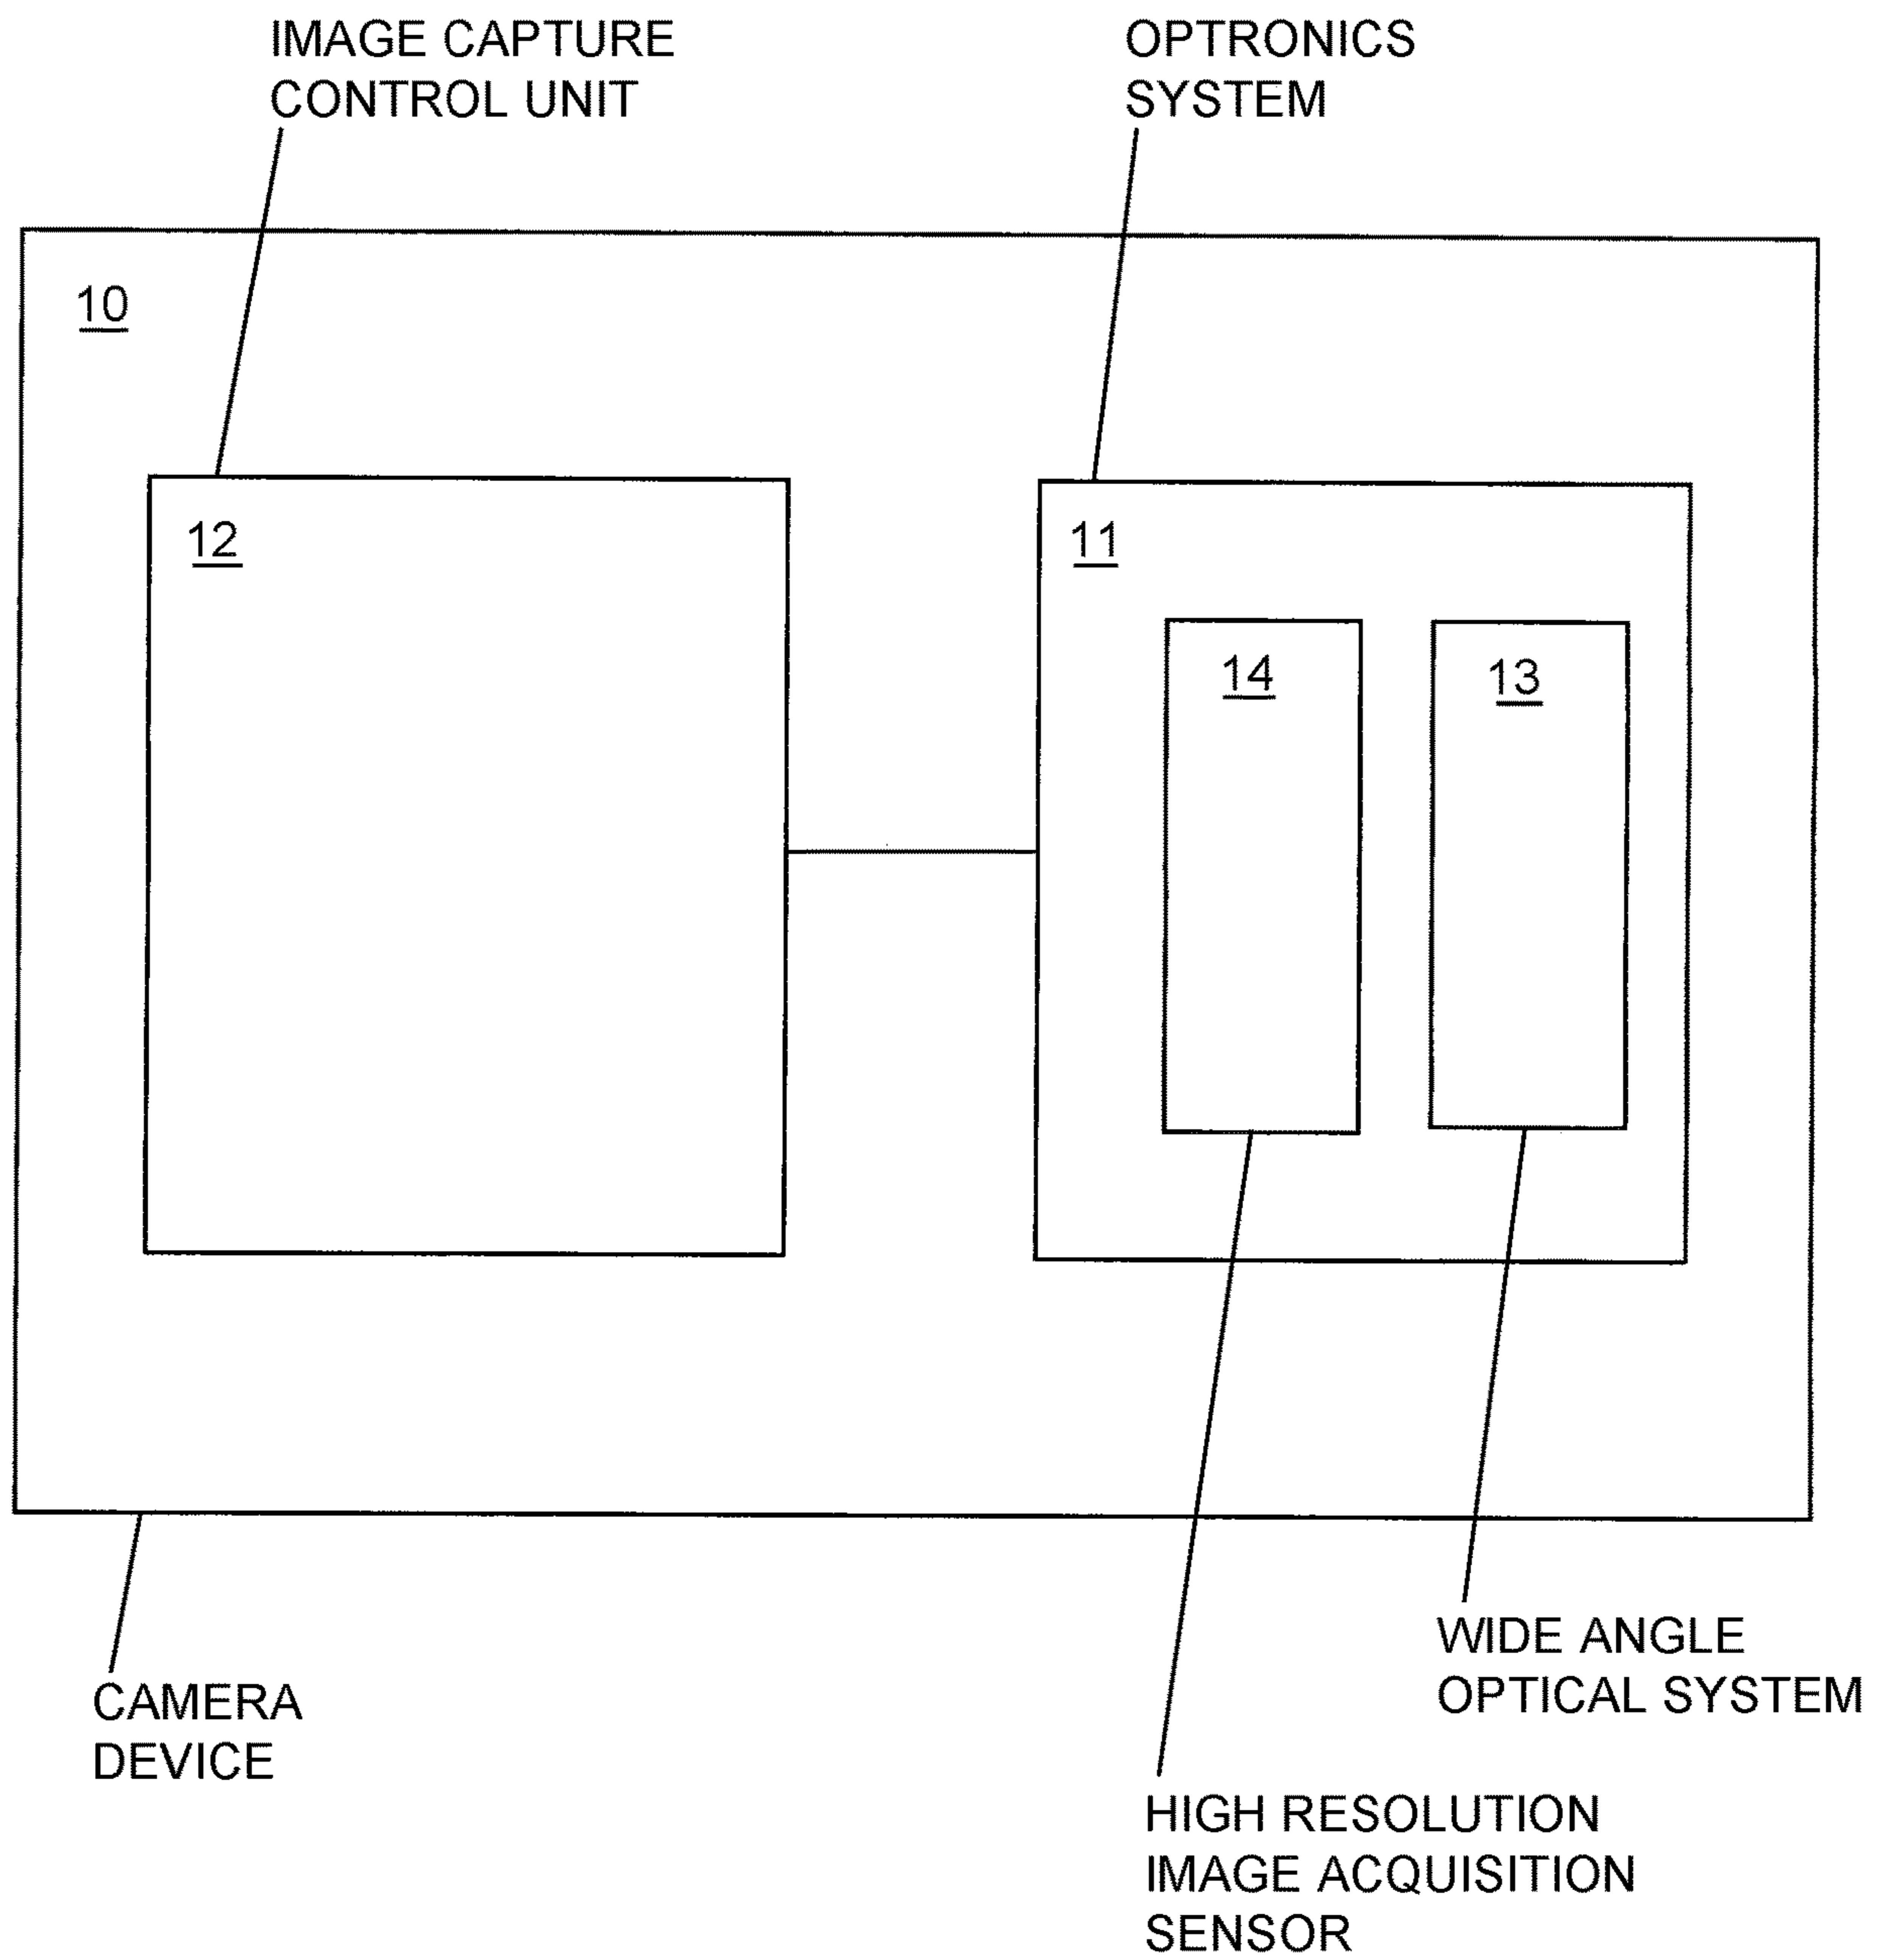 IMAGE CAPTURE
CONTROL UNIT
OPTRONICS
SYSTEM
10
12
11
14
13
CAMERA
DEVICE
WIDE ANGLE
OPTICAL SYSTEM
HIGH RESOLUTION
IMAGE ACQUISITION
SENSOR